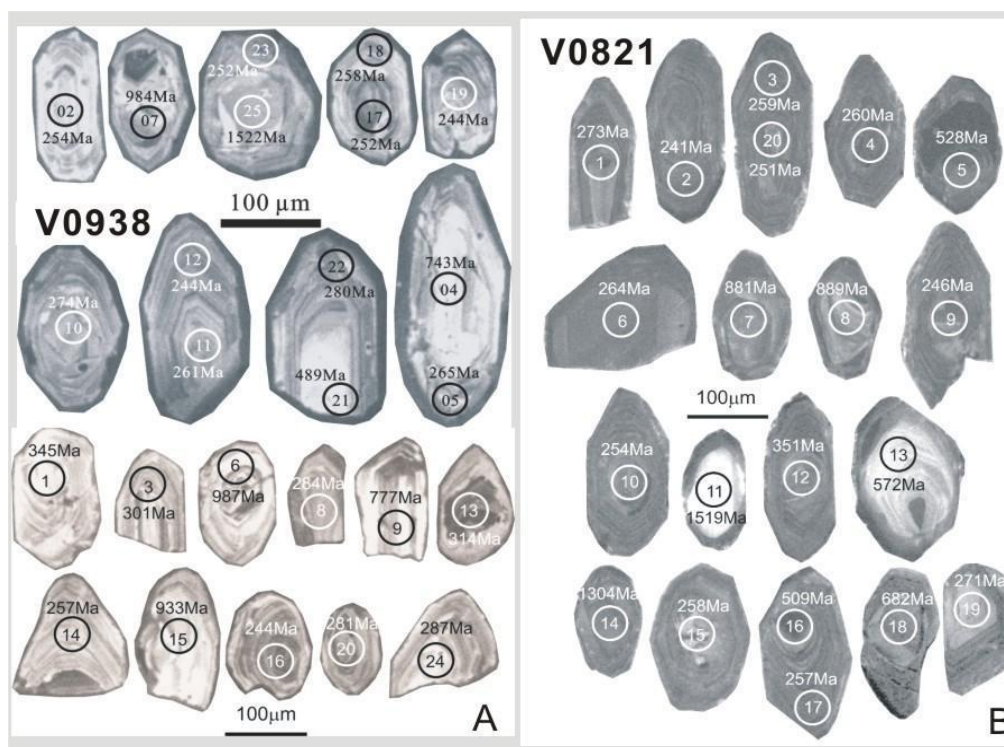 V0938
02
254Ma
984Ma
07
23
252Ma
25
1522Ma
18
258Ma
17
252Ma
19
244Ma
100 µm
274Ma
10
12
244Ma
11
261Ma
22
280Ma
489Ma
21
743Ma
04
265Ma
05
345Ma
1
3
301Ma
6
987Ma
284Ma
8
777Ma
9
13
314Ma
257Ma
14
933Ma
15
244Ma
16
281Ma
20
287Ma
24
100µm
A
V0821
273Ma
1
241Ma
2
3
259Ma
20
251Ma
260Ma
4
528Ma
5
264Ma
6
881Ma
7
889Ma
8
246Ma
9
100µm
254Ma
10
11
1519Ma
351Ma
12
13
572Ma
1304Ma
14
258Ma
15
509Ma
16
257Ma
17
682Ma
18
271Ma
19
B